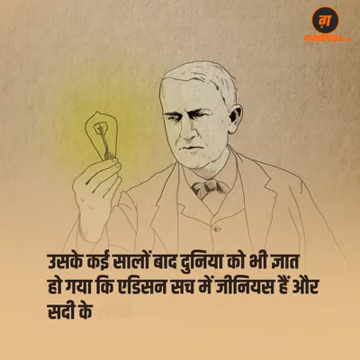 ग़
उसके कई सालों बाद दुनिया को भी ज्ञात
हो गया कि एडिसन सच में जीनियस हैं और
सदी के